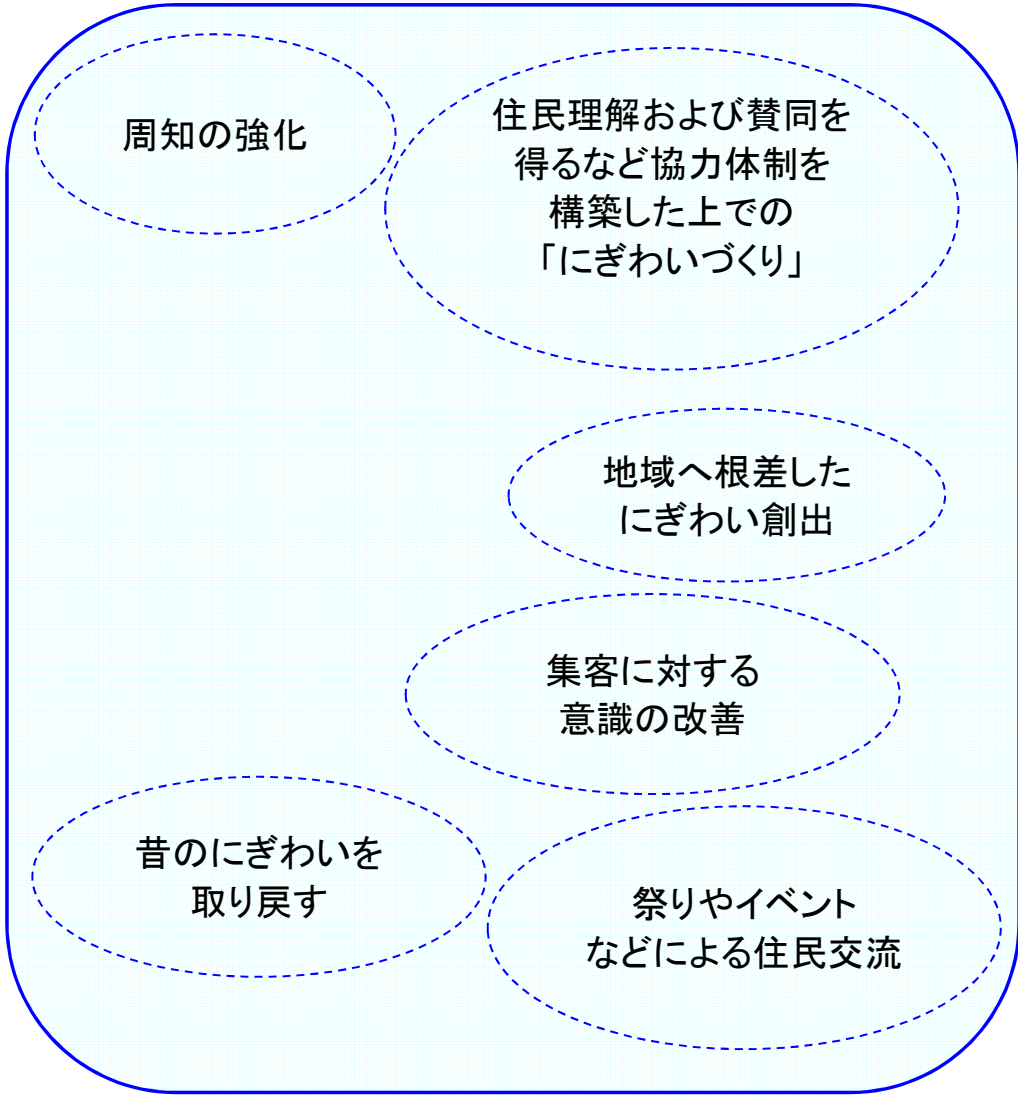 周知の強化
住民理解および賛同を
得るなど協力体制を
構築した上での
「にぎわいづくり」
地域へ根差した
にぎわい創出
集客に対する
意識の改善
昔のにぎわいを
取り戻す
祭りやイベント
などによる住民交流